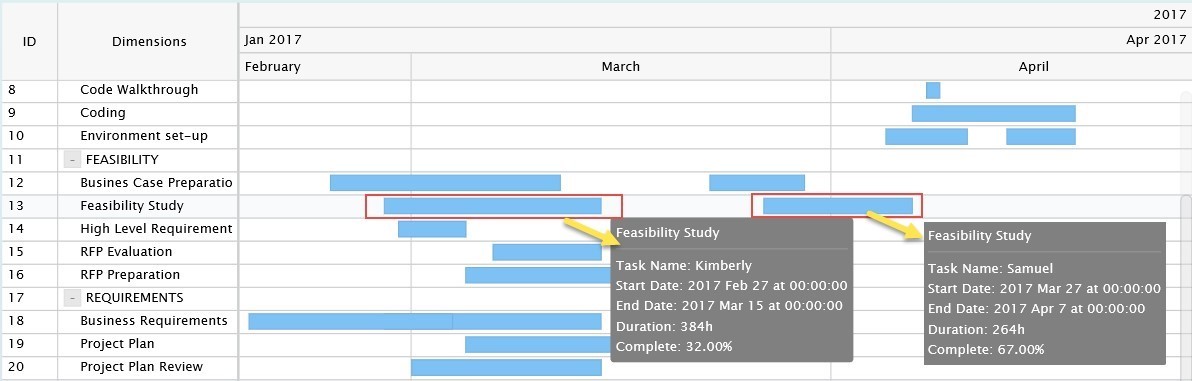 2017
ID Dimensions Jan 2017 Apr 2017
February March April
8 Code Walkthrough
9 Coding
10 Environment set-up
11 - FEASIBILITY
12 Busines Case Preparatio
13 Feasibility Study
14 High Level Requirement
15 RFP Evaluation
16 RFP Preparation
17 - REQUIREMENTS
18 Business Requirements
19 Project Plan
20 Project Plan Review
Feasibility Study
Task Name: Kimberly
Start Date: 2017 Feb 27 at 00:00:00
End Date: 2017 Mar 15 at 00:00:00
Duration: 384h
Complete: 32.00%
Feasibility Study
Task Name: Samuel
Start Date: 2017 Mar 27 at 00:00:00
End Date: 2017 Apr 7 at 00:00:00
Duration: 264h
Complete: 67.00%